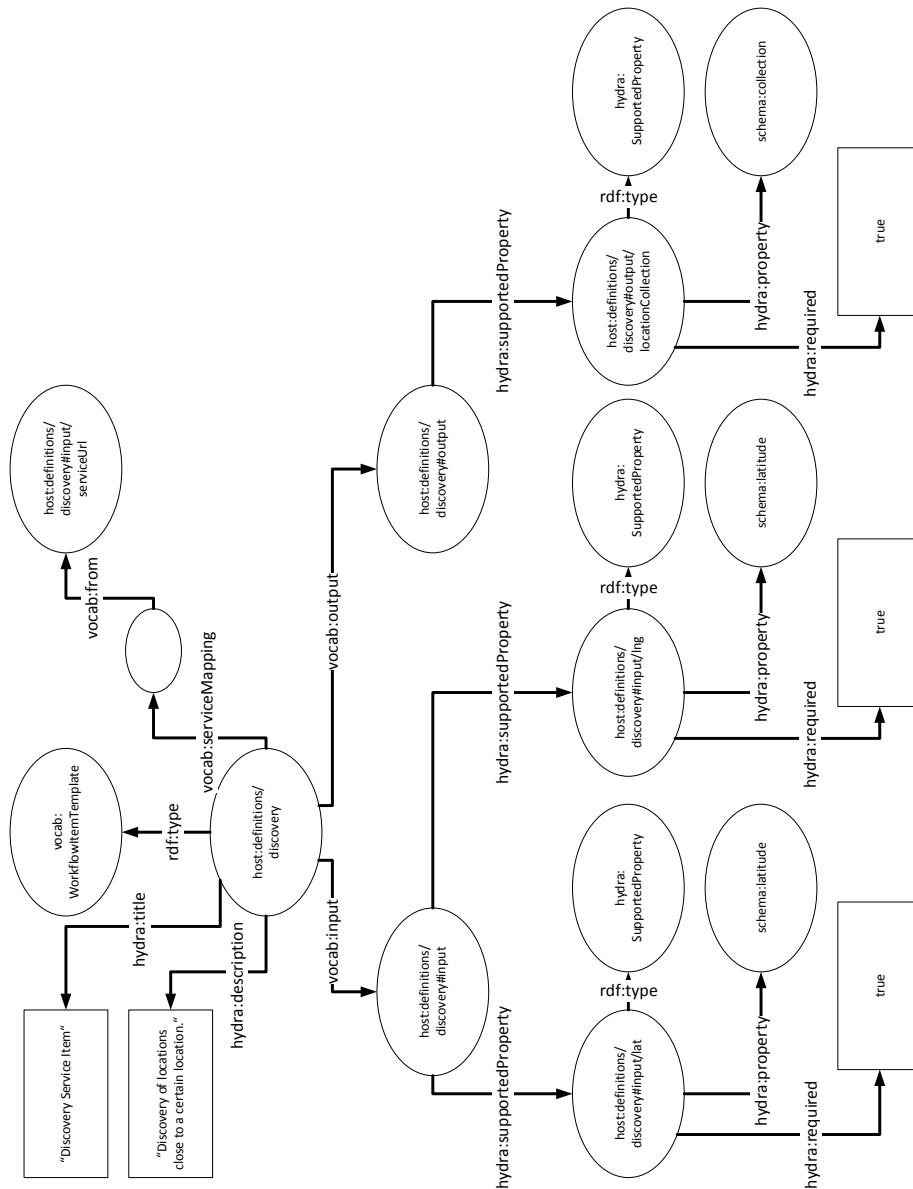 “Discovery Service Item“
“Discovery of locations
close to a certain location.“
hydra:title
hydra:description
vocab:
WorkflowItemTemplate
rdf:type
host:definitions/
discovery
vocab:serviceMapping
vocab:from
host:definitions/
discovery#input/
serviceUrl
vocab:input
vocab:output
host:definitions/
discovery#input
host:definitions/
discovery#output
hydra:supportedProperty
hydra:supportedProperty
hydra:supportedProperty
host:definitions/
discovery#input/lat
rdf:type
hydra:
SupportedProperty
hydra:property
schema:latitude
hydra:required
true
host:definitions/
discovery#input/lng
rdf:type
hydra:
SupportedProperty
hydra:property
schema:latitude
hydra:required
true
host:definitions/
discovery#output/
locationCollection
rdf:type
hydra:
SupportedProperty
hydra:property
schema:collection
hydra:required
true